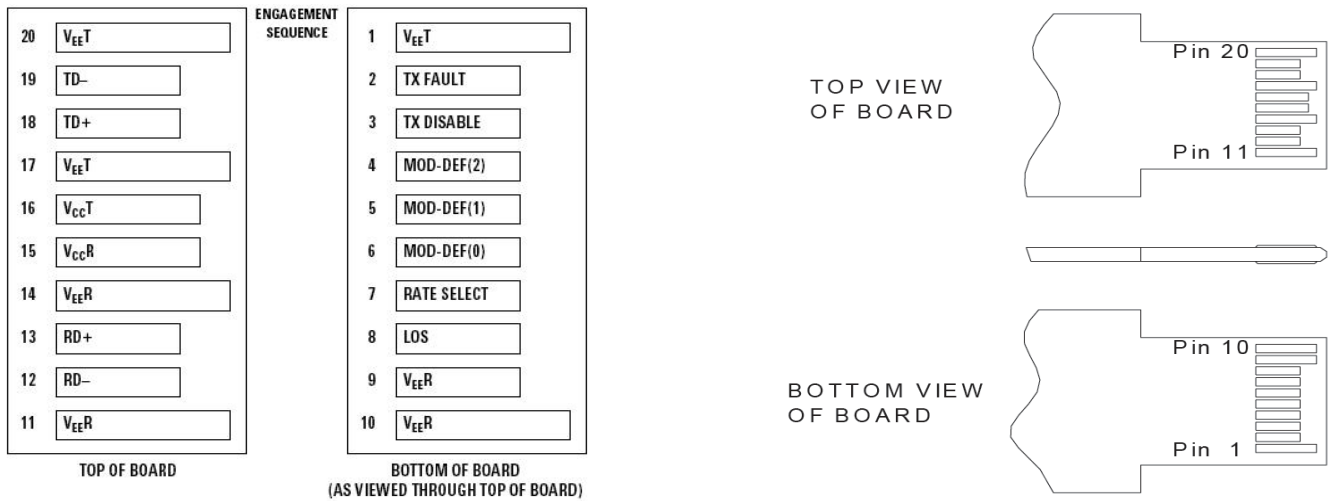 ENGAGEMENT
SEQUENCE
20 VEET
19 TD–
18 TD+
17 VEET
16 VCCT
15 VCCR
14 VEER
13 RD+
12 RD–
11 VEER
TOP OF BOARD
1 VEET
2 TX FAULT
3 TX DISABLE
4 MOD-DEF(2)
5 MOD-DEF(1)
6 MOD-DEF(0)
7 RATE SELECT
8 LOS
9 VEER
10 VEER
BOTTOM OF BOARD
(AS VIEWED THROUGH TOP OF BOARD)
TOP VIEW
OF BOARD
Pin 20
Pin 11
BOTTOM VIEW
OF BOARD
Pin 10
Pin 1